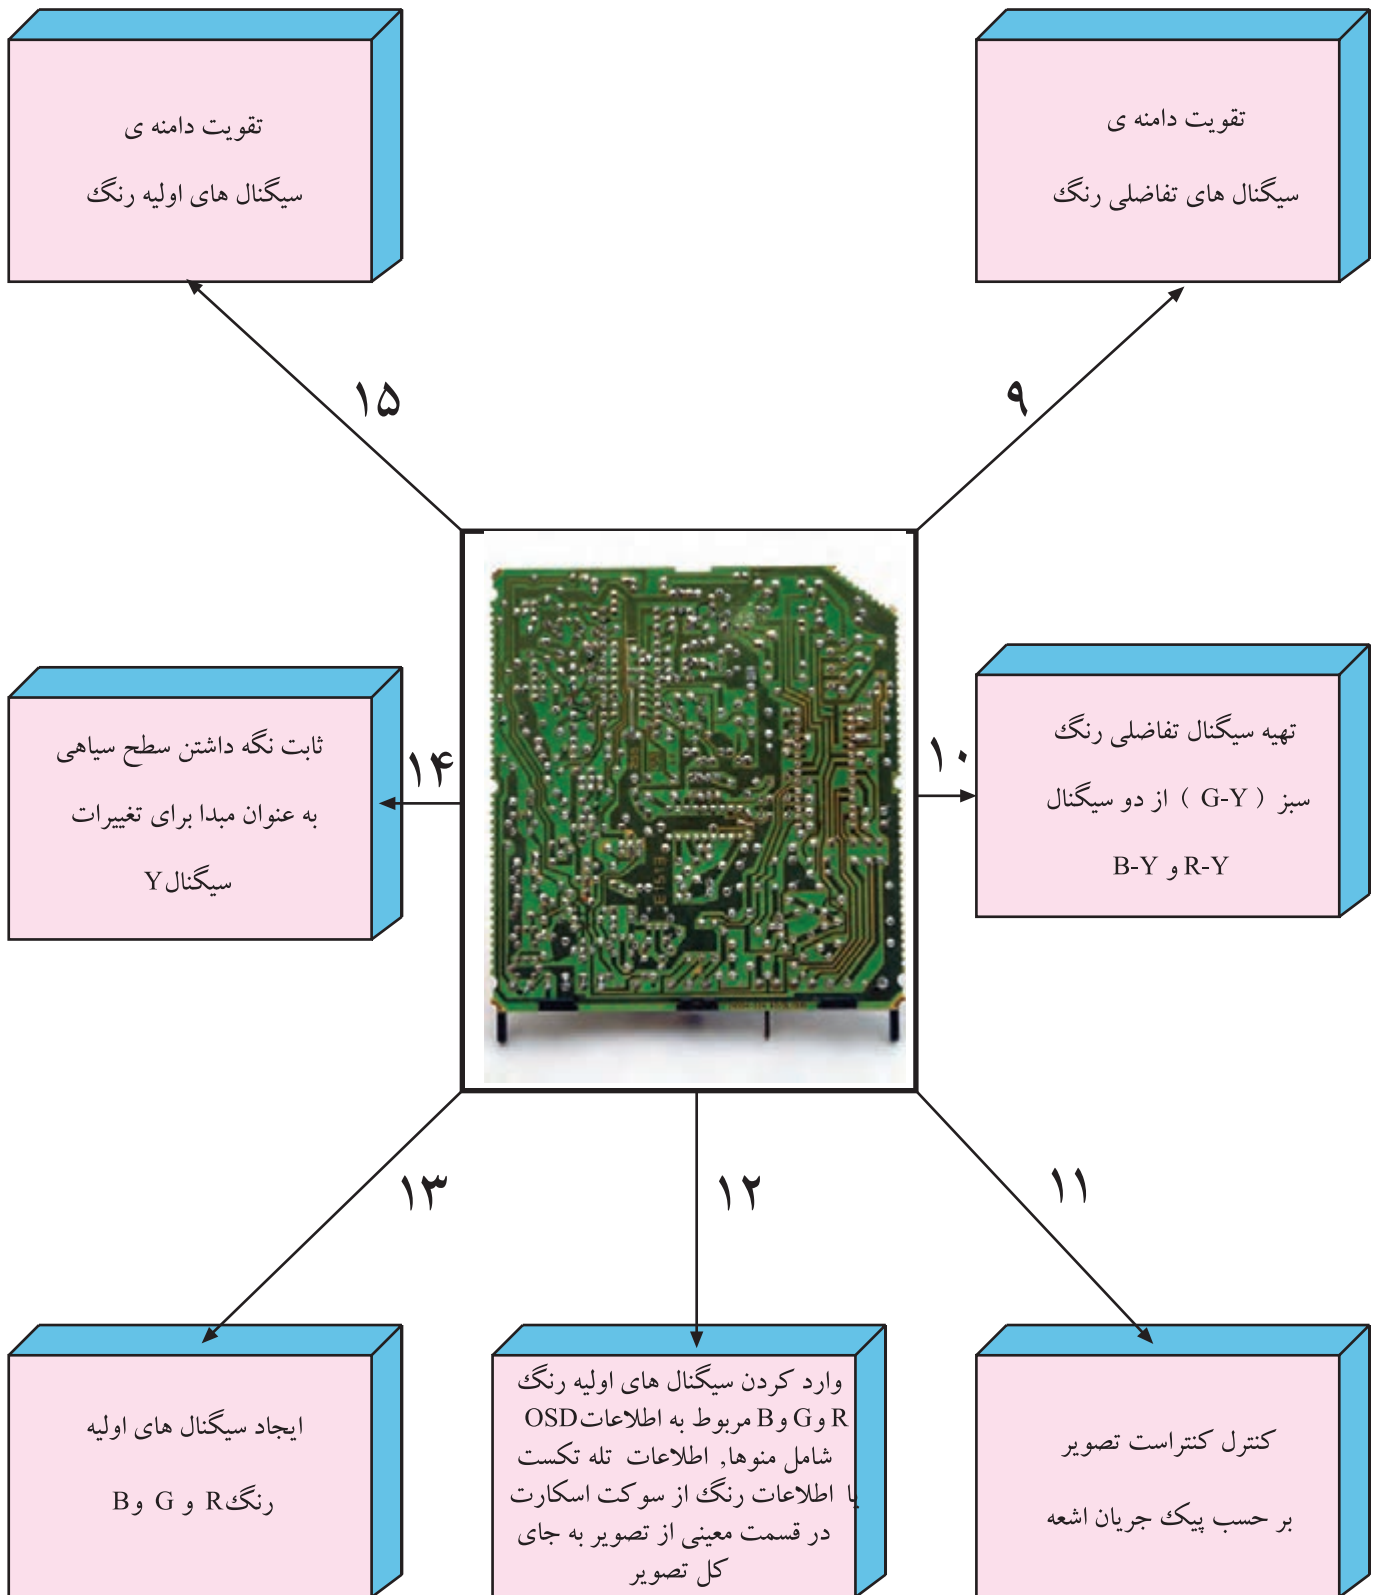 تقویت دامنه ی
سیگنال های تفاضلی رنگ
۹
تهیه سیگنال تفاضلی رنگ
سبز ( G-Y ) از دو سیگنال
R-Y و B-Y
۱۰
کنترل کنتراست تصویر
بر حسب پیک جریان اشعه
۱۱
وارد کردن سیگنال های اولیه رنگ
R و G و B مربوط به اطلاعات OSD
شامل منوها, اطلاعات تله تکست
یا اطلاعات رنگ از سوکت اسکارت
در قسمت معینی از تصویر به جای
کل تصویر
۱۲
ایجاد سیگنال های اولیه
رنگ R و G و B
۱۳
ثابت نگه داشتن سطح سیاهی
به عنوان مبدا برای تغییرات
سیگنال Y
۱۴
تقویت دامنه ی
سیگنال های اولیه رنگ
۱۵